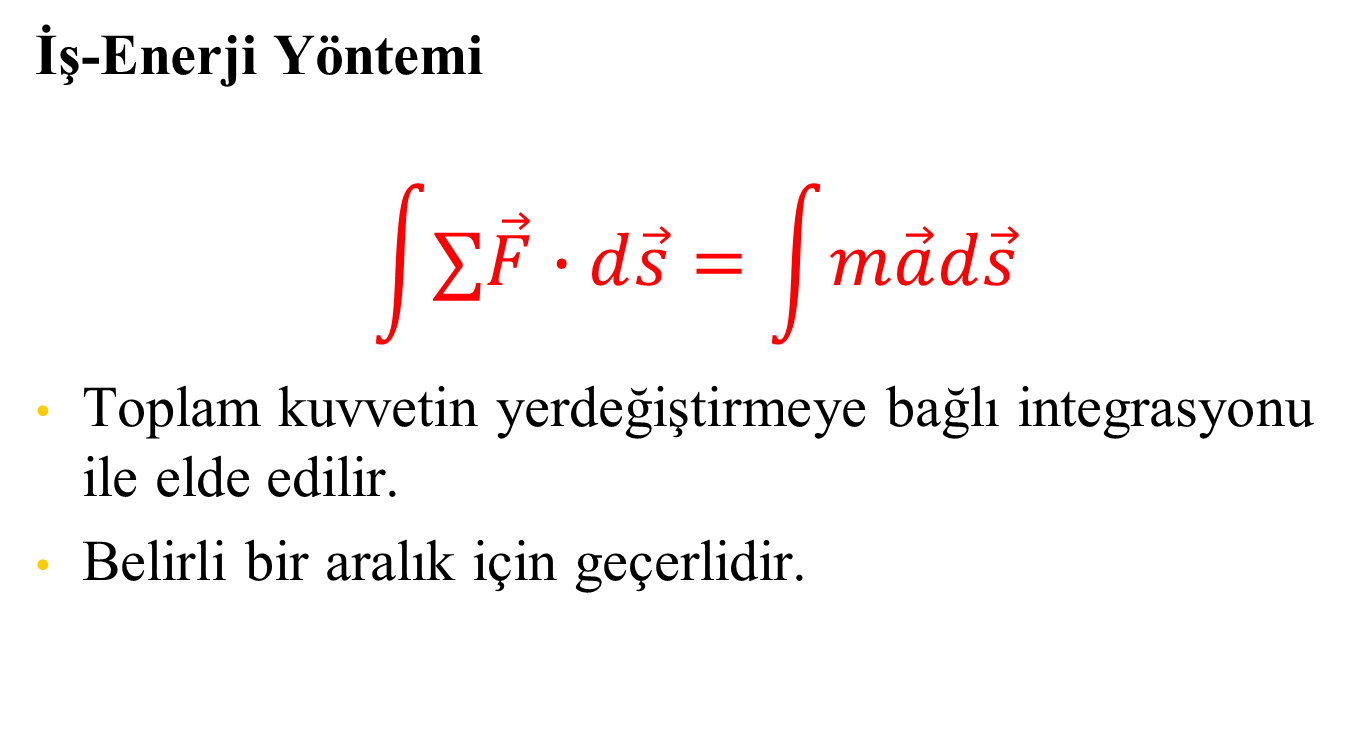 İş-Enerji Yöntemi
∫∑F⃗ · ds⃗ = ∫ma⃗ds⃗
• Toplam kuvvetin yerdeğiştirmeye bağlı integrasyonu
ile elde edilir.
• Belirli bir aralık için geçerlidir.